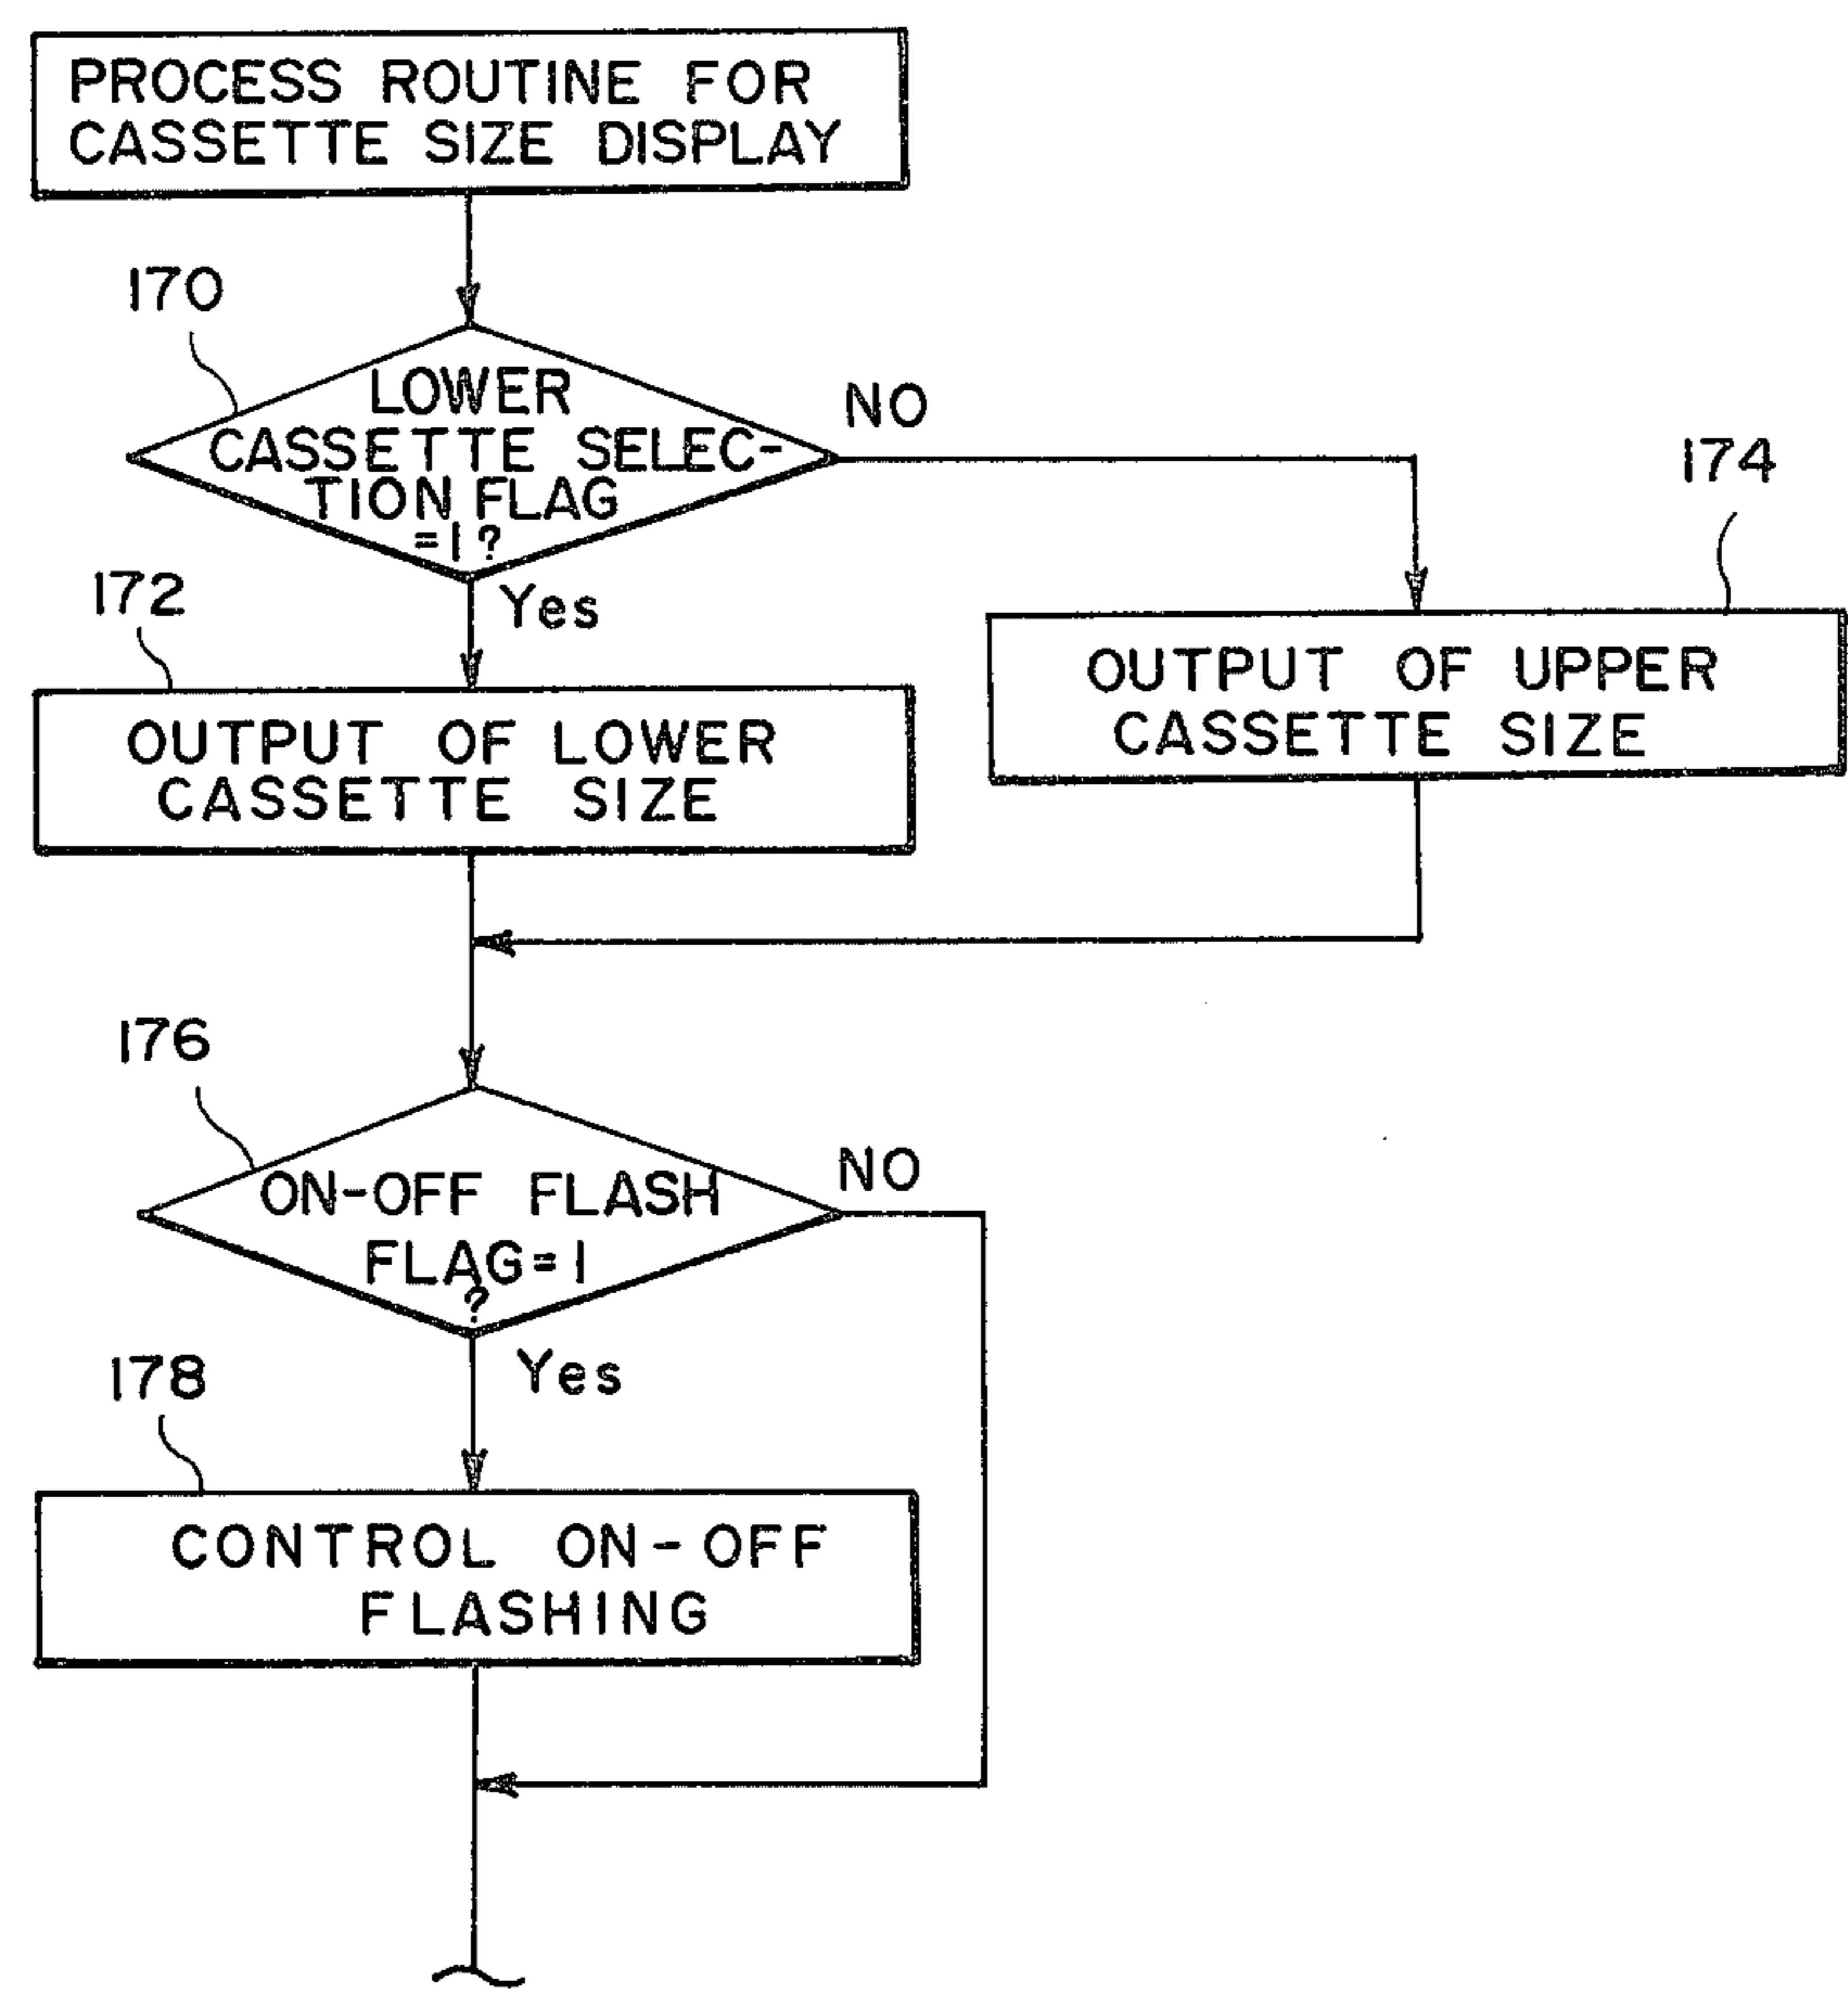 PROCESS ROUTINE FOR
CASSETTE SIZE DISPLAY
170
LOWER
CASSETTE SELEC-
TION FLAG
=1?
NO
Yes
172
OUTPUT OF LOWER
CASSETTE SIZE
174
OUTPUT OF UPPER
CASSETTE SIZE
176
ON-OFF FLASH
FLAG=1
?
NO
Yes
178
CONTROL ON-OFF
FLASHING